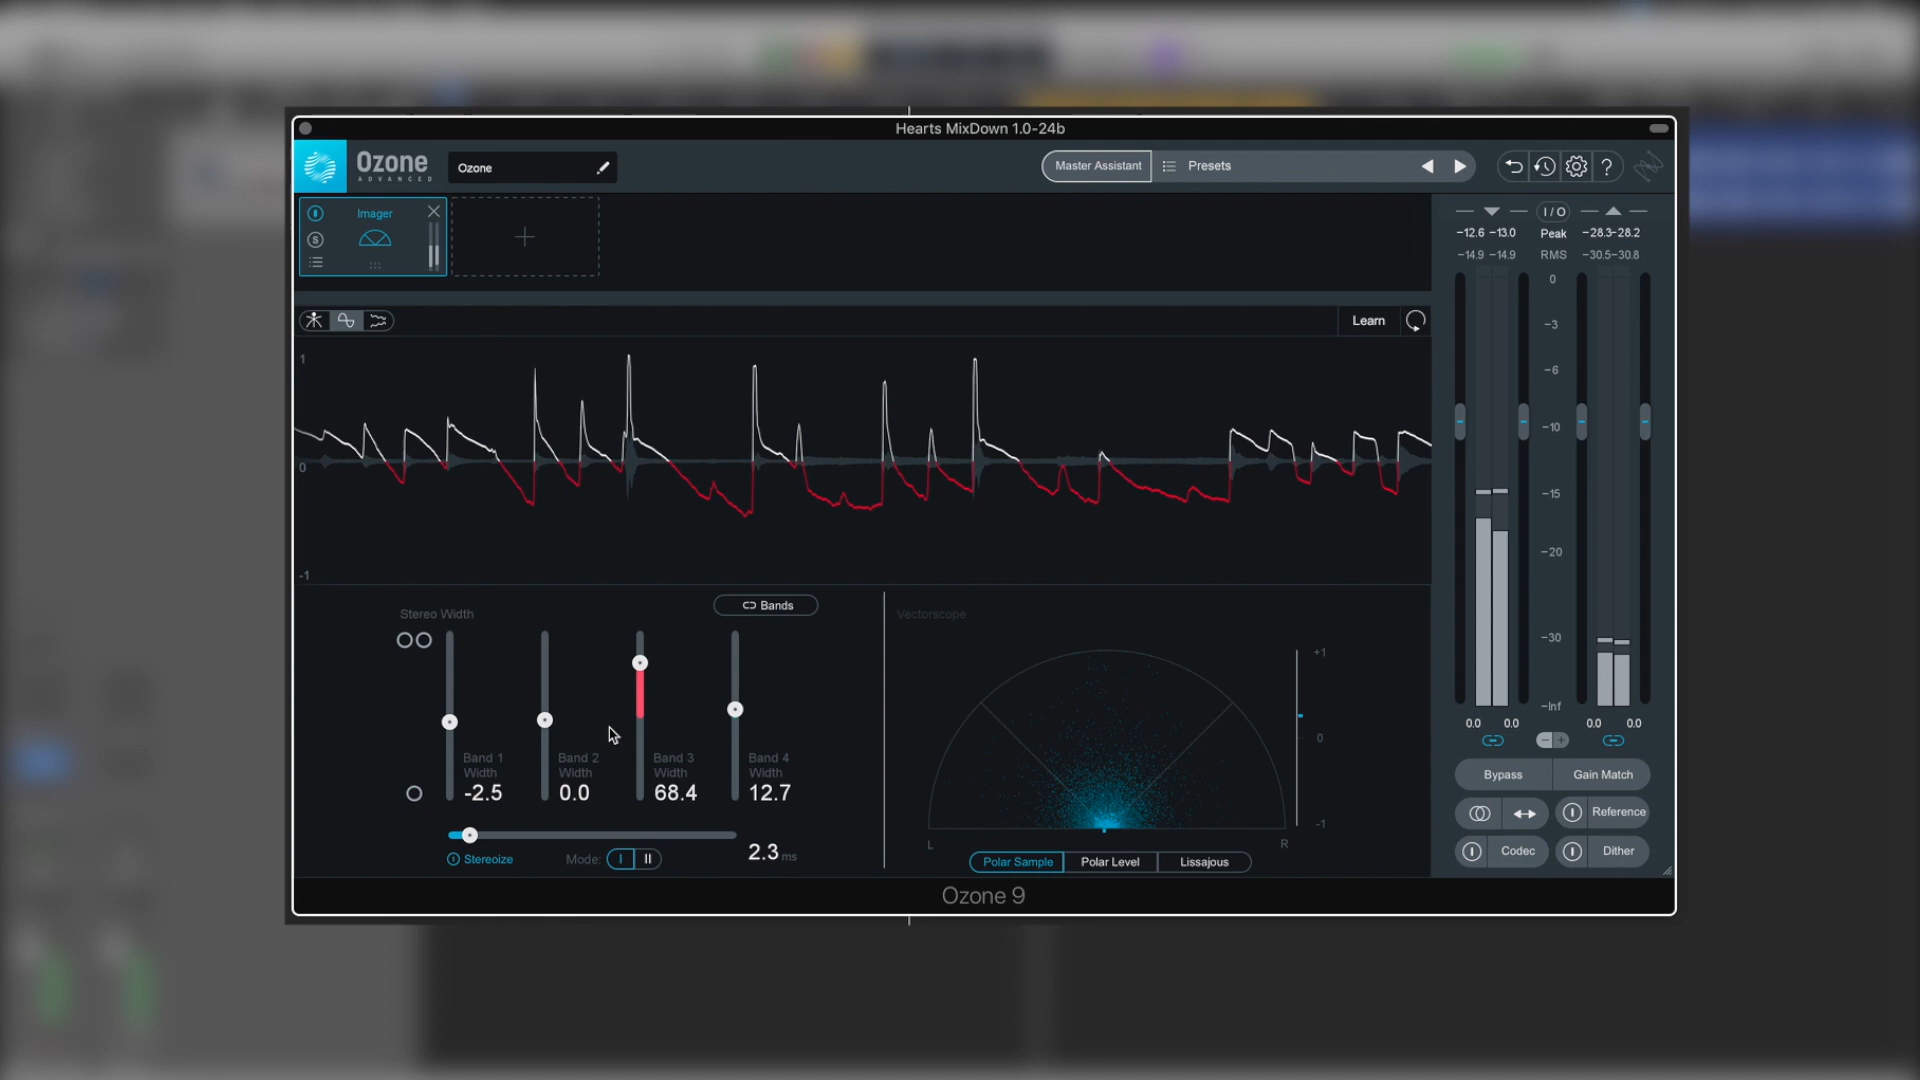 Hearts MixDown 1.0-24b
Ozone
ADVANCED
Ozone
Master Assistant
Presets
?
Imager
S
+
I/O
-12.6 -13.0 Peak -28.3 -28.2
-14.9 -14.9 RMS -30.5 -30.8
Learn
1
0
-1
0
-3
-6
-10
-15
-20
-30
-Inf
0.0 0.0 0.0 0.0
Stereo Width
Bands
Band 1 Width
-2.5
Band 2 Width
0.0
Band 3 Width
68.4
Band 4 Width
12.7
Stereoize
Mode: I II
2.3 ms
Vectorscope
+1
0
-1
L R
Polar Sample Polar Level Lissajous
Bypass Gain Match
Reference
Codec Dither
Ozone 9